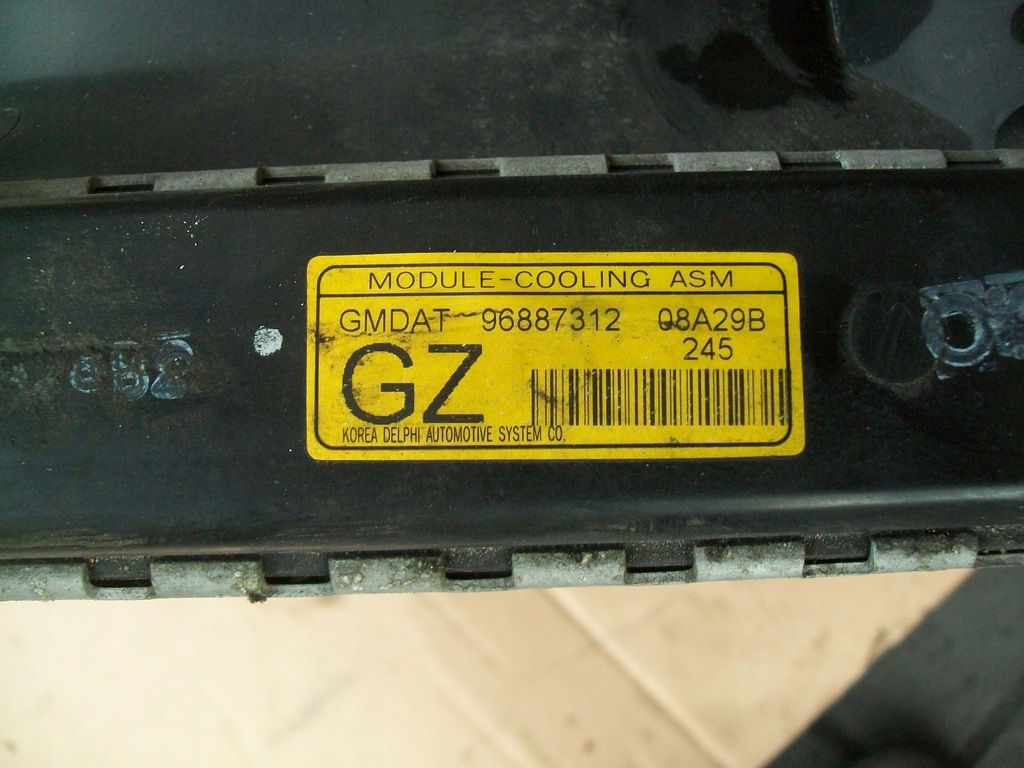 MODULE-COOLING ASM
GMDAT 96887312 08A29B
245
GZ
KOREA DELPHI AUTOMOTIVE SYSTEM CO.